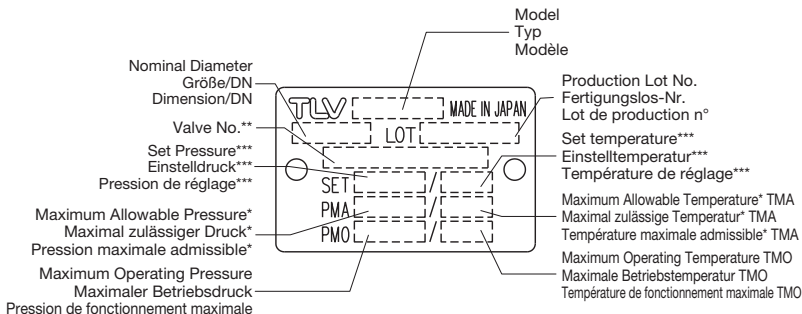 Model
Typ
Modèle
Nominal Diameter
Größe/DN
Dimension/DN
Valve No.**
Set Pressure***
Einstelldruck***
Pression de réglage***
Maximum Allowable Pressure*
Maximal zulässiger Druck*
Pression maximale admissible*
Maximum Operating Pressure
Maximaler Betriebsdruck
Pression de fonctionnement maximale
TLV MADE IN JAPAN
LOT
SET /
PMA /
PMO /
Production Lot No.
Fertigungslos-Nr.
Lot de production n°
Set temperature***
Einstelltemperatur***
Température de réglage***
Maximum Allowable Temperature* TMA
Maximal zulässige Temperatur* TMA
Température maximale admissible* TMA
Maximum Operating Temperature TMO
Maximale Betriebstemperatur TMO
Température de fonctionnement maximale TMO